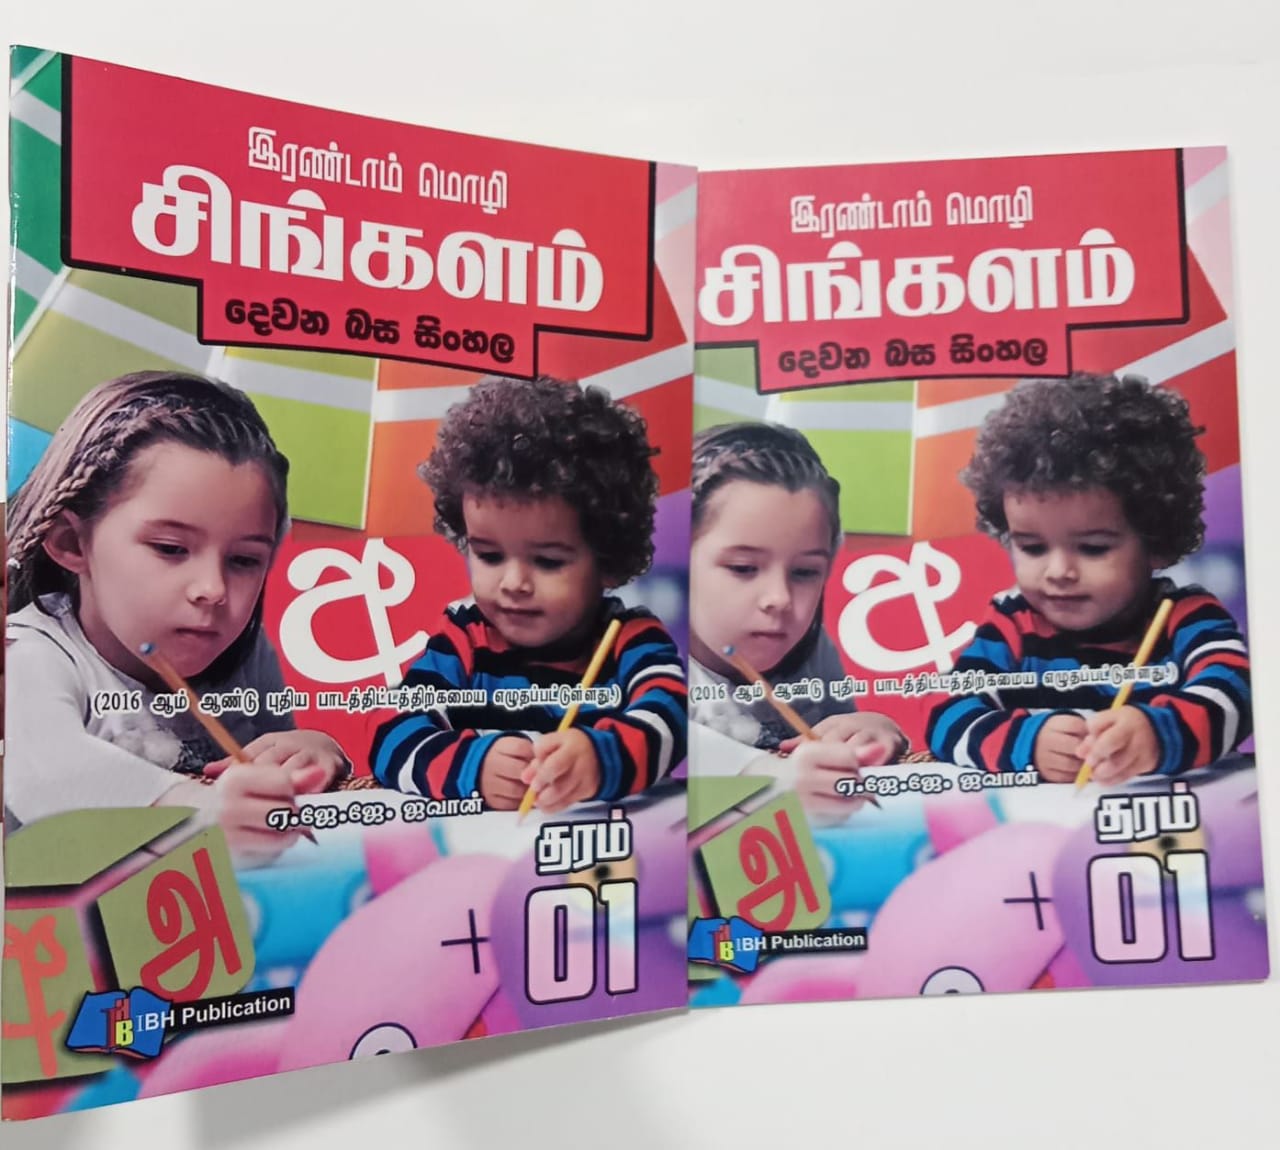 இரண்டாம் மொழி
சிங்களம்
දෙවන බස සිංහල
අ
(2016 ஆம் ஆண்டு புதிய பாடத்திட்டத்திற்கமைய எழுதப்பட்டுள்ளது.)
ஏ.ஜே.ஜே. ஜவான்
தரம்
01
அ
අ
IBH Publication
இரண்டாம் மொழி
சிங்களம்
දෙවන බස සිංහල
අ
(2016 ஆம் ஆண்டு புதிய பாடத்திட்டத்திற்கமைய எழுதப்பட்டுள்ளது.)
ஏ.ஜே.ஜே. ஜவான்
தரம்
01
அ
IBH Publication